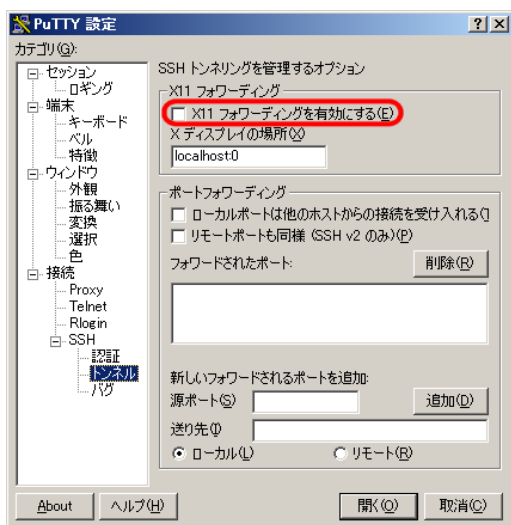 PuTTY 設定
カテゴリ(G):
セッション
ロギング
端末
キーボード
ベル
特徴
ウィンドウ
外観
振る舞い
変換
選択
色
接続
Proxy
Telnet
Rlogin
SSH
認証
トンネル
バグ
SSH トンネリングを管理するオプション
X11 フォワーディング
X11 フォワーディングを有効にする(E)
X ディスプレイの場所(X)
localhost:0
ポートフォワーディング
ローカルポートは他のホストからの接続を受け入れる(
リモートポートも同様 (SSH v2 のみ)(P)
フォワードされたポート:
削除(R)
新しいフォワードされるポートを追加:
源ポート(S)
追加(D)
送り先(I)
ローカル(L)
リモート(R)
About
ヘルプ(H)
開く(O)
取消(C)